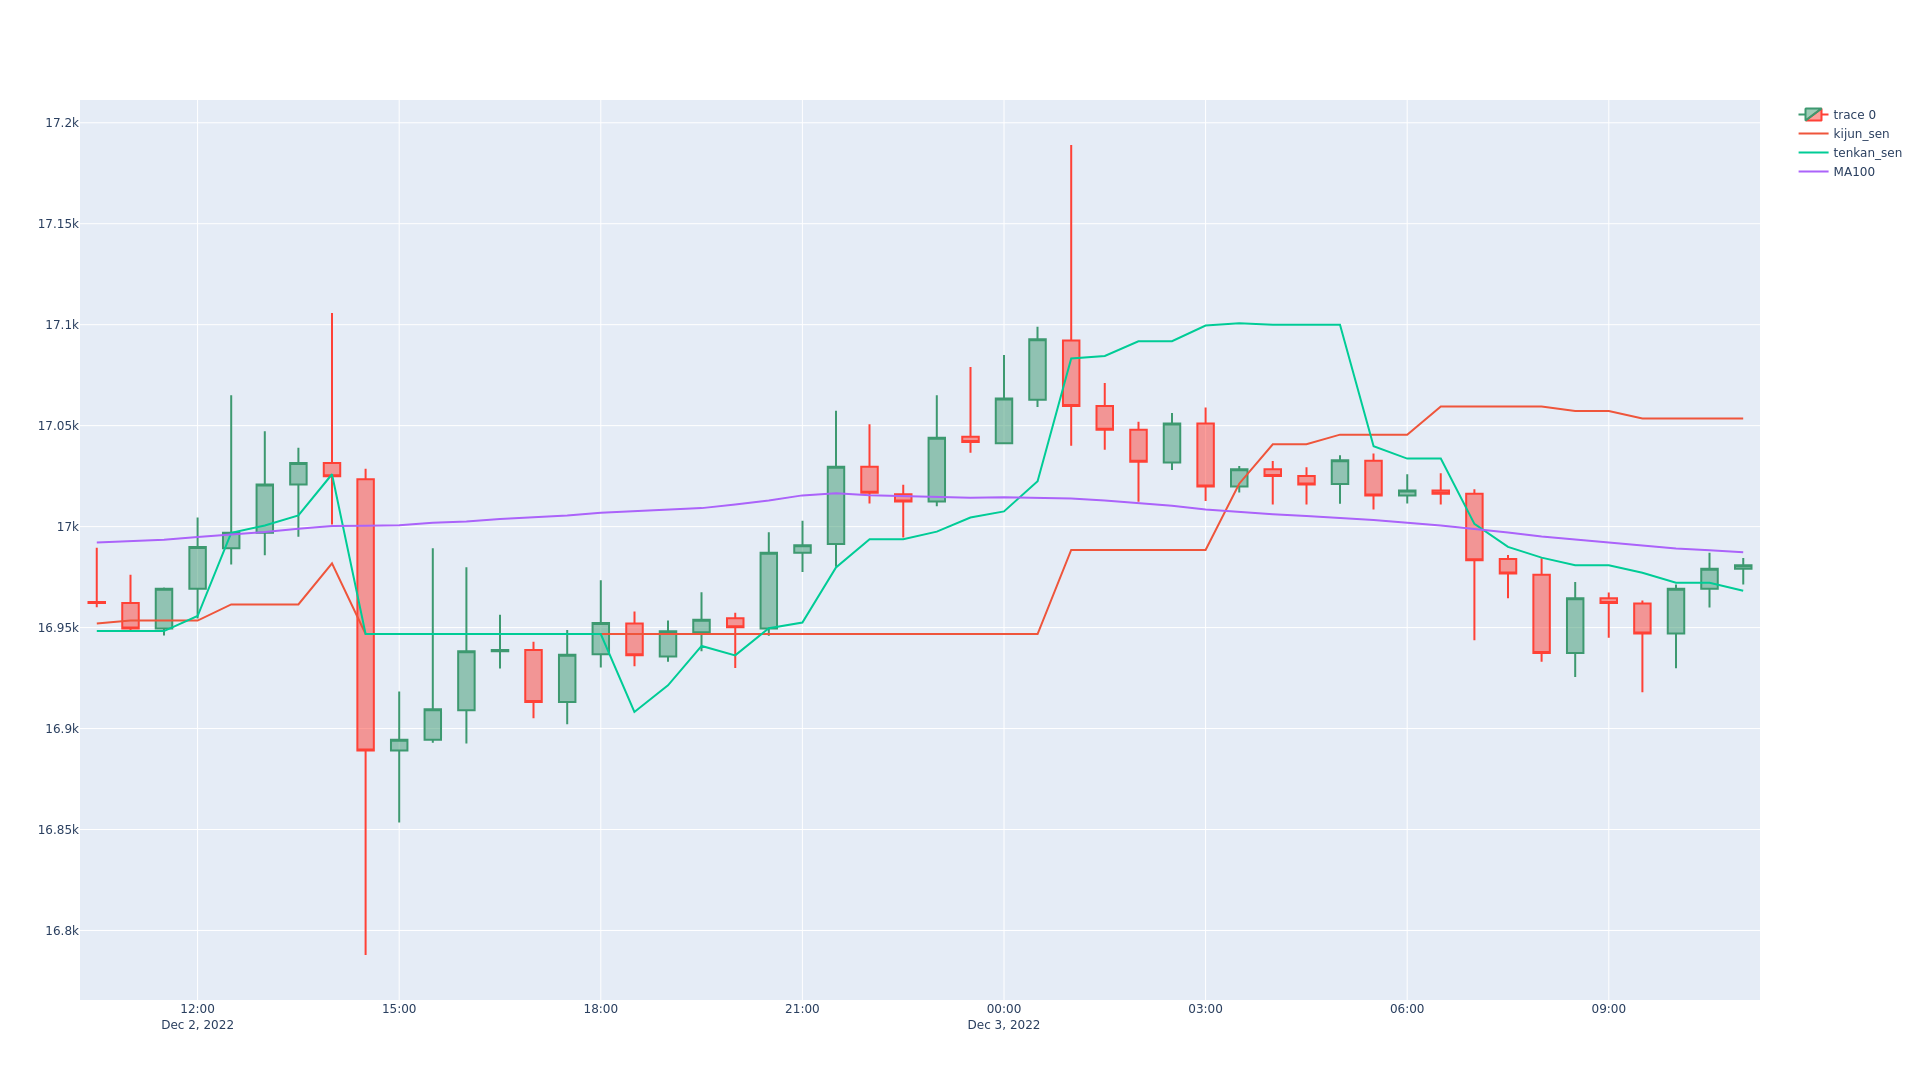 17.2k
17.15k
17.1k
17.05k
17k
16.95k
16.9k
16.85k
16.8k
12:00
Dec 2, 2022
15:00
18:00
21:00
00:00
Dec 3, 2022
03:00
06:00
09:00
trace 0
kijun_sen
tenkan_sen
MA100